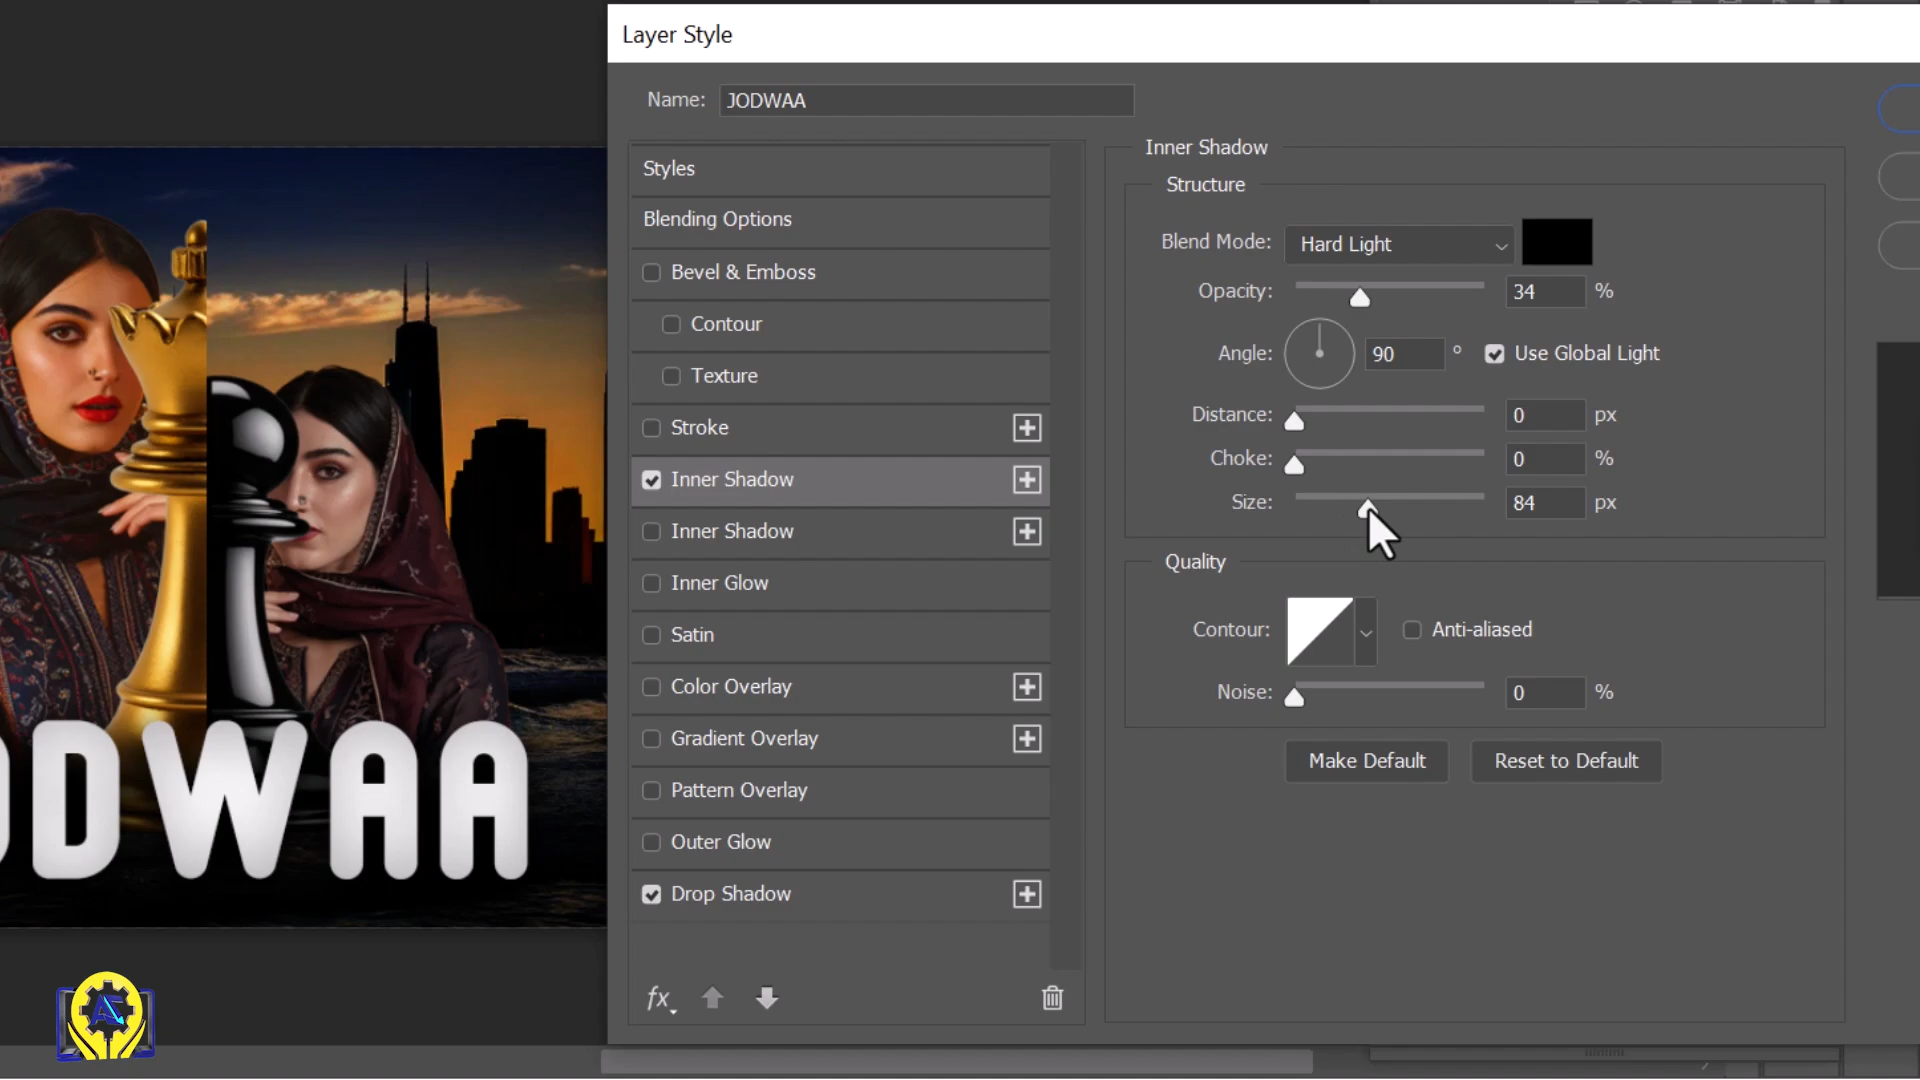 Layer Style
Name: JODWAA
Styles
Blending Options
Bevel & Emboss
Contour
Texture
Stroke
Inner Shadow
Inner Shadow
Inner Glow
Satin
Color Overlay
Gradient Overlay
Pattern Overlay
Outer Glow
Drop Shadow
fx
Inner Shadow
Structure
Blend Mode: Hard Light
Opacity: 34 %
Angle: 90 ° Use Global Light
Distance: 0 px
Choke: 0 %
Size: 84 px
Quality
Contour: Anti-aliased
Noise: 0 %
Make Default Reset to Default
ODWAA